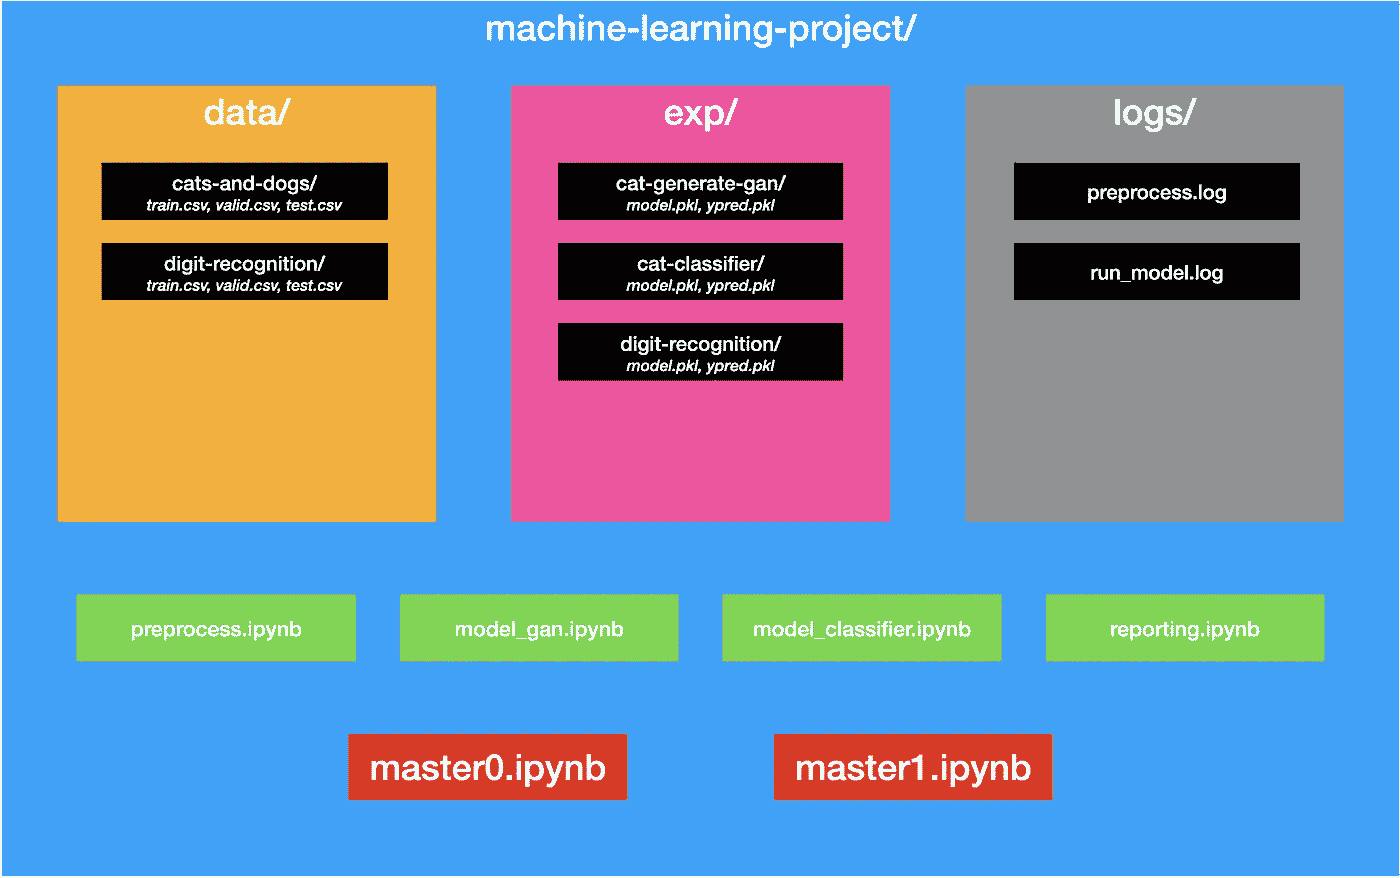 machine-learning-project/
data/
cats-and-dogs/
train.csv, valid.csv, test.csv
digit-recognition/
train.csv, valid.csv, test.csv
exp/
cat-generate-gan/
model.pkl, ypred.pkl
cat-classifier/
model.pkl, ypred.pkl
digit-recognition/
model.pkl, ypred.pkl
logs/
preprocess.log
run_model.log
preprocess.ipynb
model_gan.ipynb
model_classifier.ipynb
reporting.ipynb
master0.ipynb
master1.ipynb